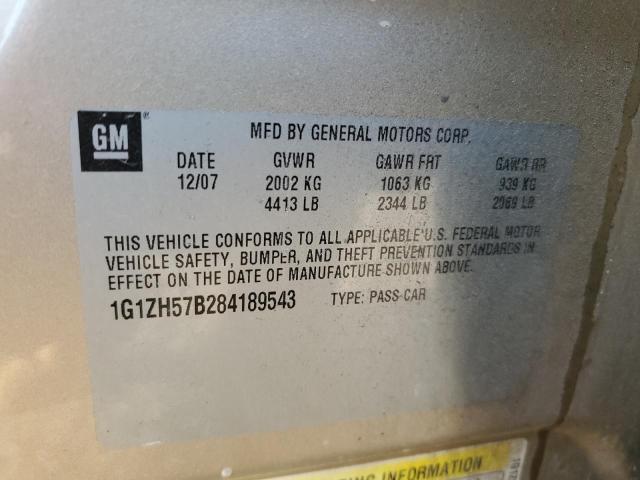 GM®
MFD BY GENERAL MOTORS CORP.
DATE GVWR GAWR FRT GAWR RR
12/07 2002 KG 1063 KG 939 KG
4413 LB 2344 LB 2069 LB
THIS VEHICLE CONFORMS TO ALL APPLICABLE U.S. FEDERAL MOTOR
VEHICLE SAFETY, BUMPER, AND THEFT PREVENTION STANDARDS IN
EFFECT ON THE DATE OF MANUFACTURE SHOWN ABOVE.
1G1ZH57B284189543 TYPE: PASS CAR
INFORMATION